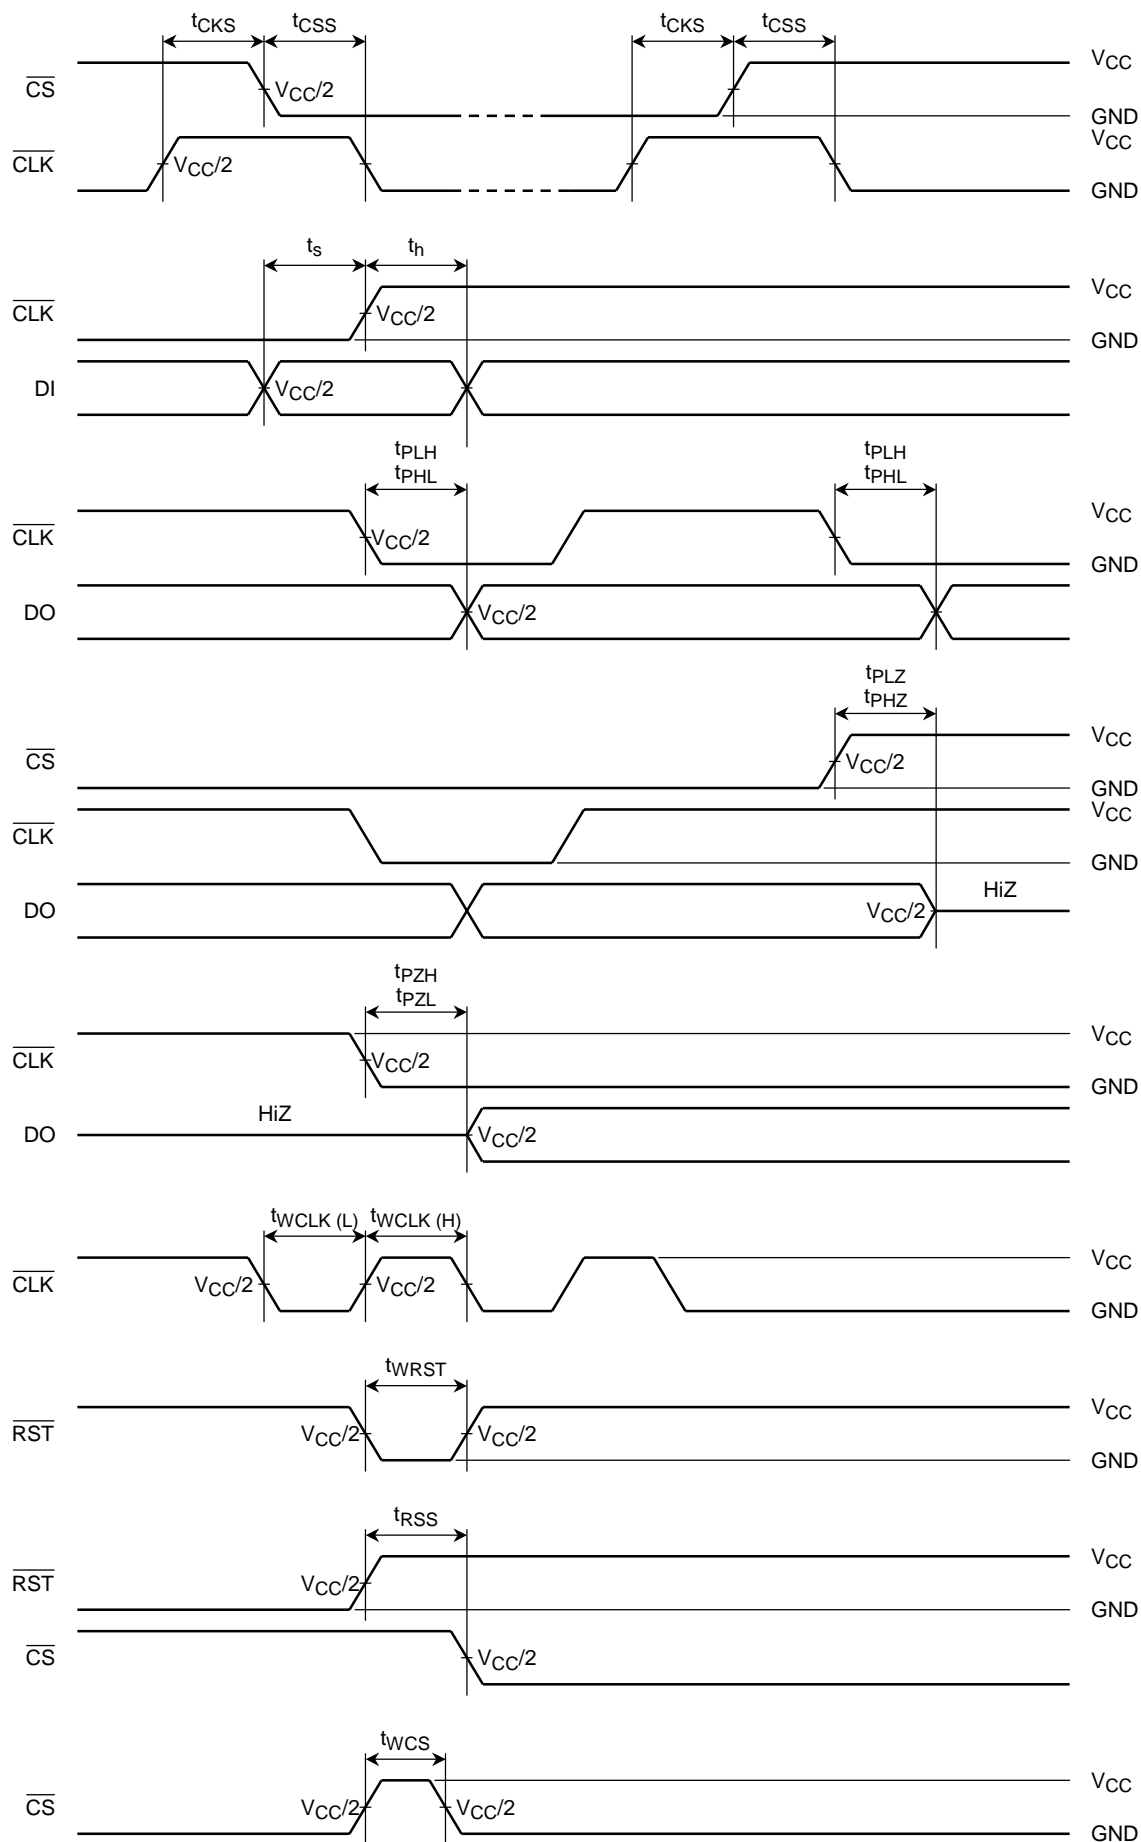 tCKS tCSS tCKS tCSS
CS VCC/2 VCC
GND
CLK VCC/2 VCC
GND
ts th
CLK VCC/2 VCC
GND
DI VCC/2
tPLH tPLH
tPHL tPHL
CLK VCC/2 VCC
GND
DO VCC/2
tPLZ
tPHZ
CS VCC/2 VCC
GND
CLK VCC
GND
DO VCC/2 HiZ
tPZH
tPZL
CLK VCC/2 VCC
GND
DO HiZ VCC/2
tWCLK (L) tWCLK (H)
CLK VCC/2 VCC/2 VCC
GND
tWRST
RST VCC/2 VCC/2 VCC
GND
tRSS
RST VCC/2 VCC
GND
CS VCC/2
tWCS
CS VCC/2 VCC/2 VCC
GND